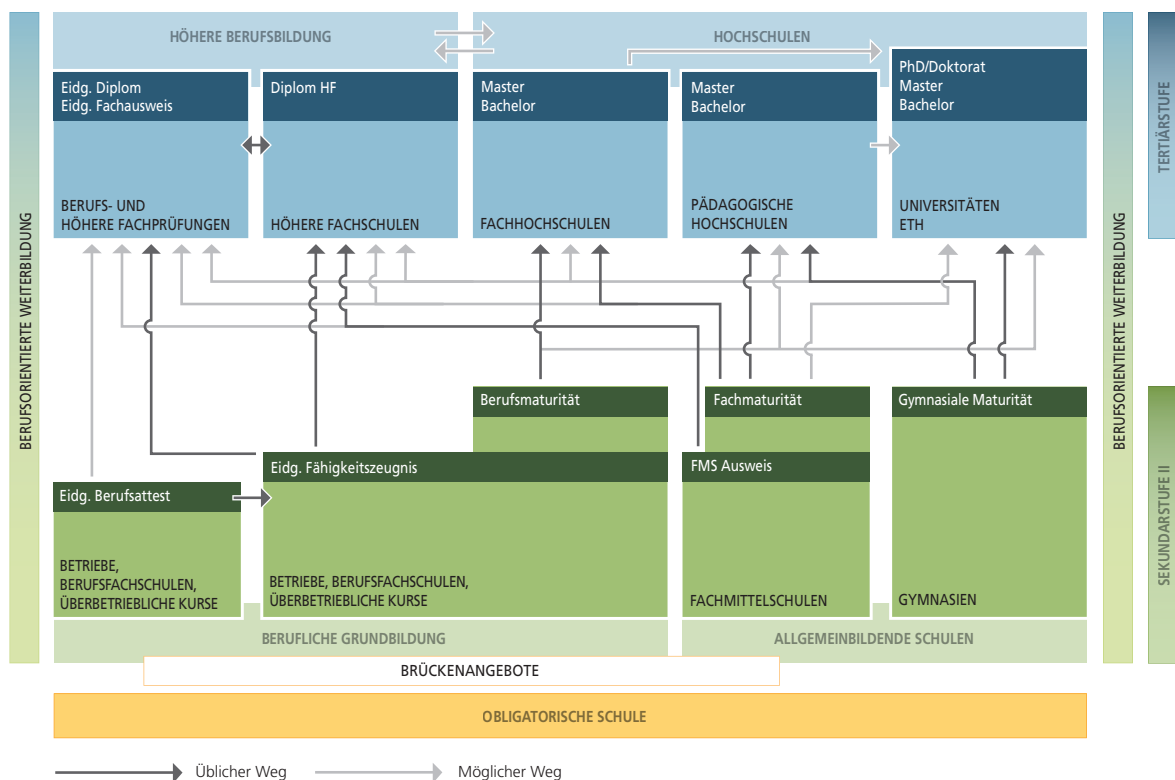 BERUFSORIENTIERTE WEITERBILDUNG
HÖHERE BERUFSBILDUNG
HOCHSCHULEN
Eidg. Diplom
Eidg. Fachausweis
BERUFS- UND
HÖHERE FACHPRÜFUNGEN
Diplom HF
HÖHERE FACHSCHULEN
Master
Bachelor
FACHHOCHSCHULEN
Master
Bachelor
PÄDAGOGISCHE
HOCHSCHULEN
PhD/Doktorat
Master
Bachelor
UNIVERSITÄTEN
ETH
BERUFSORIENTIERTE WEITERBILDUNG
TERTIÄRSTUFE
Berufsmaturität
Fachmaturität
Gymnasiale Maturität
Eidg. Fähigkeitszeugnis
FMS Ausweis
Eidg. Berufsattest
BETRIEBE,
BERUFSFACHSCHULEN,
ÜBERBETRIEBLICHE KURSE
BETRIEBE, BERUFSFACHSCHULEN,
ÜBERBETRIEBLICHE KURSE
FACHMITTELSCHULEN
GYMNASIEN
SEKUNDARSTUFE II
BERUFLICHE GRUNDBILDUNG
ALLGEMEINBILDENDE SCHULEN
BRÜCKENANGEBOTE
OBLIGATORISCHE SCHULE
Üblicher Weg
Möglicher Weg